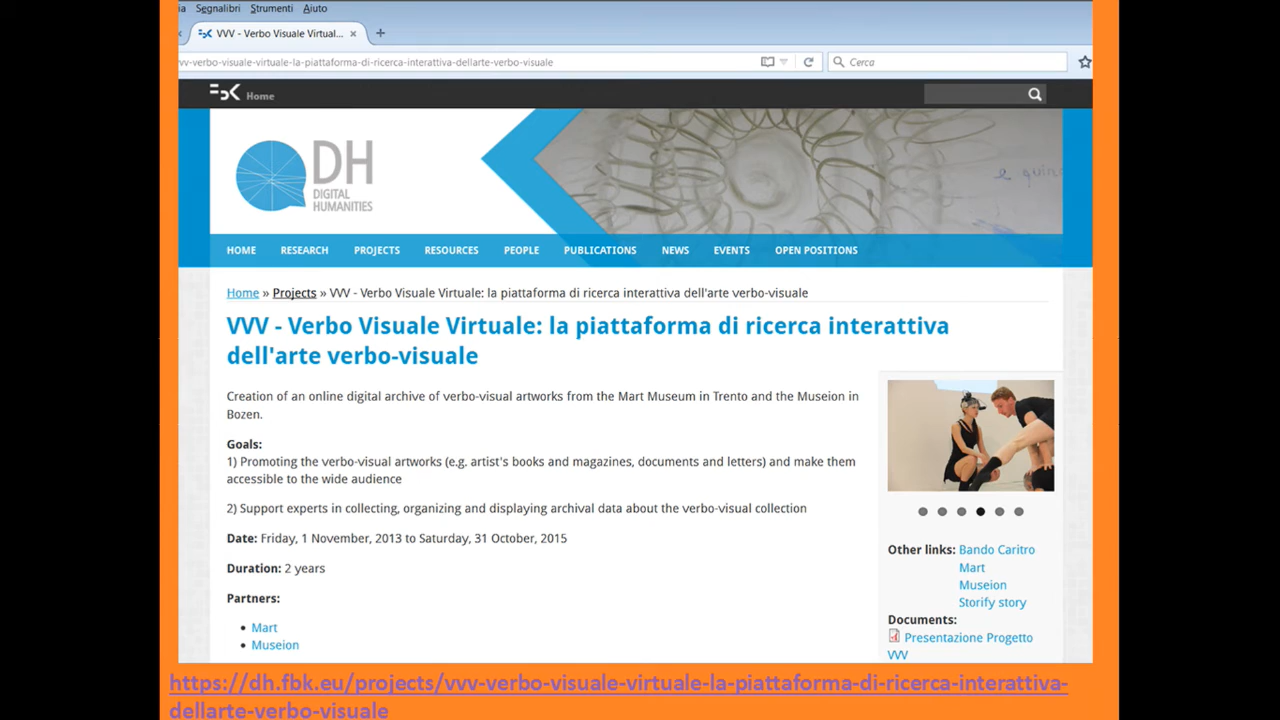 Segnalibri Strumenti Aiuto
VVV - Verbo Visuale Virtual...
vv-verbo-visuale-virtuale-la-piattaforma-di-ricerca-interattiva-dellarte-verbo-visuale
Cerca
Home
DH
DIGITAL
HUMANITIES
HOME RESEARCH PROJECTS RESOURCES PEOPLE PUBLICATIONS NEWS EVENTS OPEN POSITIONS
Home » Projects » VVV - Verbo Visuale Virtuale: la piattaforma di ricerca interattiva dell'arte verbo-visuale
VVV - Verbo Visuale Virtuale: la piattaforma di ricerca interattiva
dell'arte verbo-visuale
Creation of an online digital archive of verbo-visual artworks from the Mart Museum in Trento and the Museion in
Bozen.
Goals:
1) Promoting the verbo-visual artworks (e.g. artist's books and magazines, documents and letters) and make them
accessible to the wide audience
2) Support experts in collecting, organizing and displaying archival data about the verbo-visual collection
Date: Friday, 1 November, 2013 to Saturday, 31 October, 2015
Duration: 2 years
Partners:
• Mart
• Museion
Other links: Bando Caritro
Mart
Museion
Storify story
Documents:
Presentazione Progetto
VVV
https://dh.fbk.eu/projects/vvv-verbo-visuale-virtuale-la-piattaforma-di-ricerca-interattiva-
dellarte-verbo-visuale